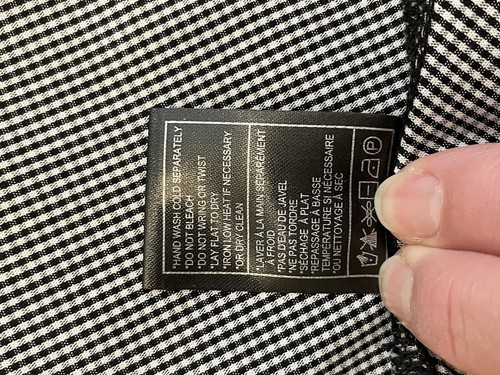 *HAND WASH COLD SEPARATELY
*DO NOT BLEACH
*DO NOT WRING OR TWIST
*LAY FLAT TO DRY
*IRON LOW HEAT IF NECESSARY
*OR DRY CLEAN
*LAVER À LA MAIN SÉPARÉMENT
À FROID
*PAS D'EAU DE JAVEL
*NE PAS TORDRE
*SÉCHAGE À PLAT
*REPASSAGE À BASSE
TEMPÉRATURE SI NÉCESSAIRE
*OU NETTOYAGE À SEC
P